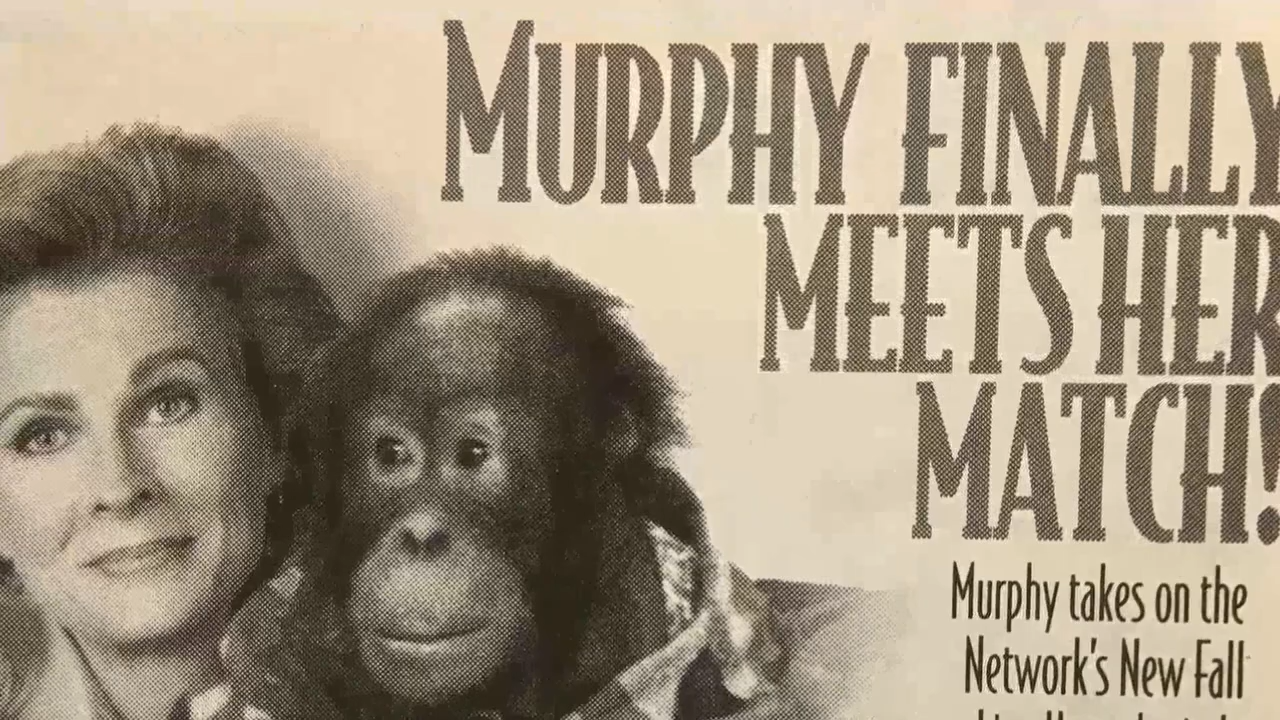 MURPHY FINALLY
MEETS HER
MATCH!
Murphy takes on the
Network's New Fall